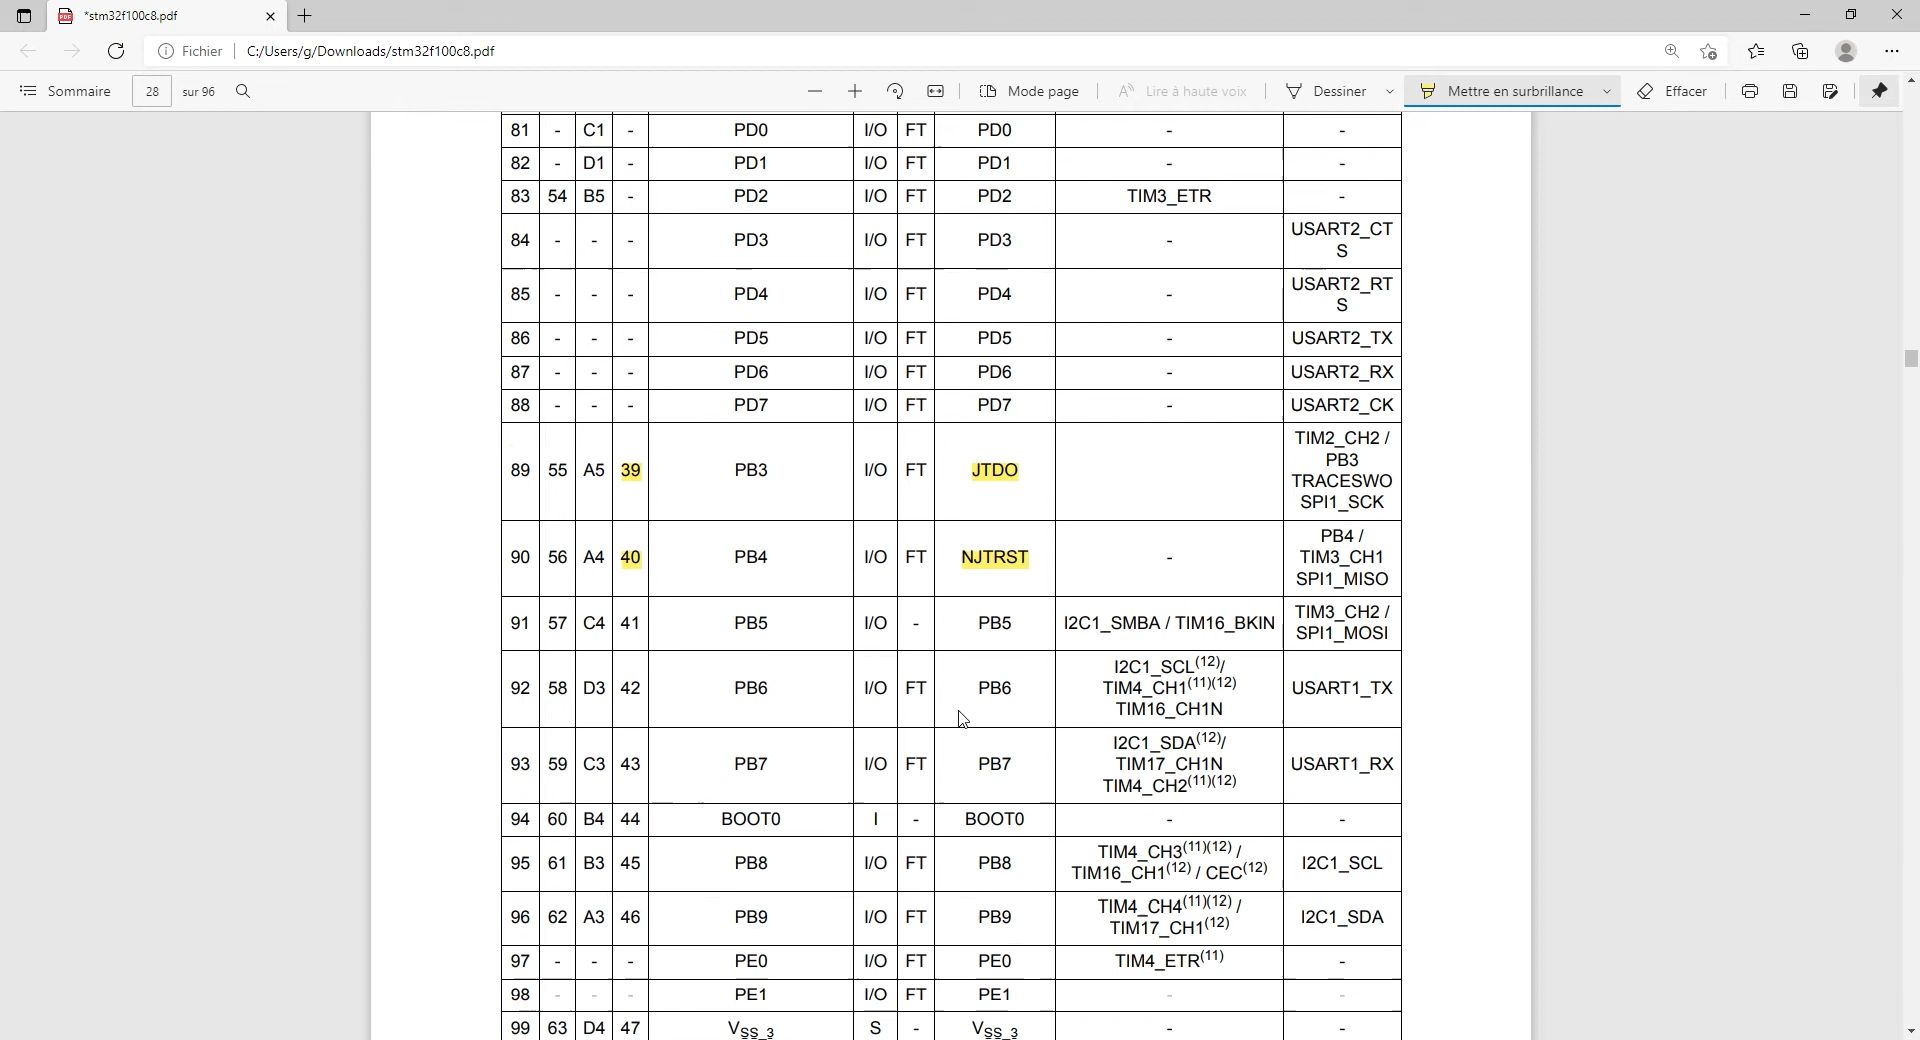 *stm32f100c8.pdf
Fichier C:/Users/g/Downloads/stm32f100c8.pdf
Sommaire 28 sur 96 Mode page Lire à haute voix Dessiner Mettre en surbrillance Effacer
81 - C1 - PD0 I/O FT PD0 - -
82 - D1 - PD1 I/O FT PD1 - -
83 54 B5 - PD2 I/O FT PD2 TIM3_ETR -
84 - - - PD3 I/O FT PD3 - USART2_CT
S
85 - - - PD4 I/O FT PD4 - USART2_RT
S
86 - - - PD5 I/O FT PD5 - USART2_TX
87 - - - PD6 I/O FT PD6 - USART2_RX
88 - - - PD7 I/O FT PD7 - USART2_CK
89 55 A5 39 PB3 I/O FT JTDO TIM2_CH2 /
PB3
TRACESWO
SPI1_SCK
90 56 A4 40 PB4 I/O FT NJTRST - PB4 /
TIM3_CH1
SPI1_MISO
91 57 C4 41 PB5 I/O - PB5 I2C1_SMBA / TIM16_BKIN TIM3_CH2 /
SPI1_MOSI
92 58 D3 42 PB6 I/O FT PB6 I2C1_SCL(12)/
TIM4_CH1(11)(12)
TIM16_CH1N
USART1_TX
93 59 C3 43 PB7 I/O FT PB7 I2C1_SDA(12)/
TIM17_CH1N
TIM4_CH2(11)(12)
USART1_RX
94 60 B4 44 BOOT0 I - BOOT0 - -
95 61 B3 45 PB8 I/O FT PB8 TIM4_CH3(11)(12) /
TIM16_CH1(12) / CEC(12)
I2C1_SCL
96 62 A3 46 PB9 I/O FT PB9 TIM4_CH4(11)(12) /
TIM17_CH1(12)
I2C1_SDA
97 - - - PE0 I/O FT PE0 TIM4_ETR(11) -
98 - - - PE1 I/O FT PE1 - -
99 63 D4 47 VSS_3 S - VSS_3 - -